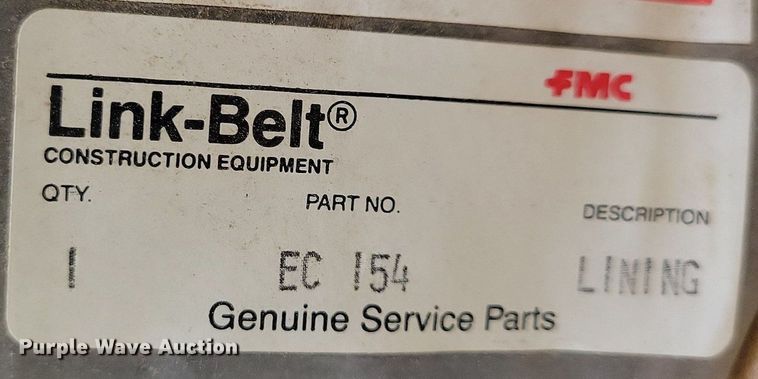 FMC
Link-Belt®
CONSTRUCTION EQUIPMENT
QTY. PART NO. DESCRIPTION
1 EC 154 LINING
Genuine Service Parts
Purple Wave Auction